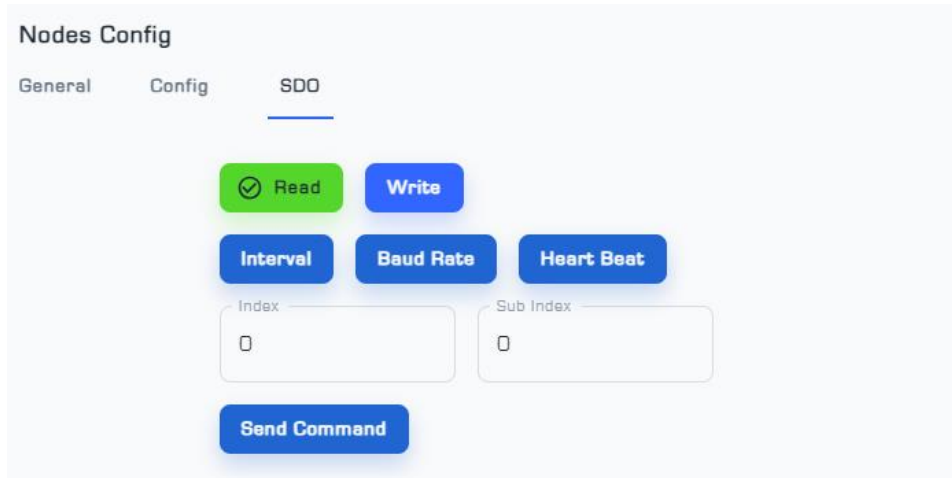 Nodes Config
General Config SDO
Read Write
Interval Baud Rate Heart Beat
Index Sub Index
0 0
Send Command